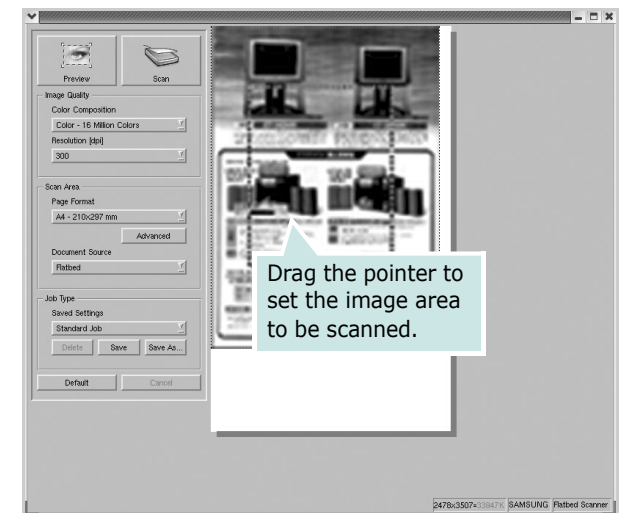 Preview
Scan
Image Quality
Color Composition
Color - 16 Million Colors
Resolution [dpi]
300
Scan Area
Page Format
A4 - 210x297 mm
Advanced
Document Source
Flatbed
Job Type
Saved Settings
Standard Job
Delete
Save
Save As...
Default
Cancel
Drag the pointer to
set the image area
to be scanned.
2478x3507=33947K
SAMSUNG
Flatbed Scanner